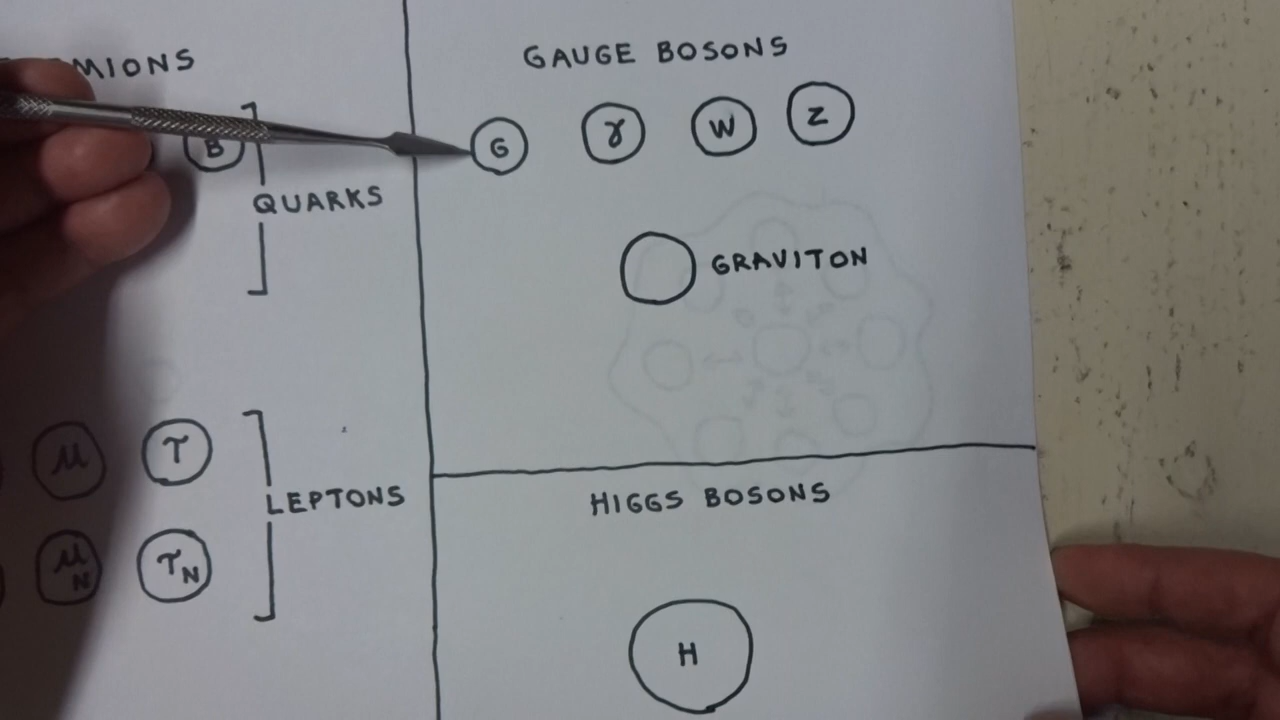 MIONS
B
QUARKS
μ
τ
μN
τN
LEPTONS
GAUGE BOSONS
G
γ
W
Z
GRAVITON
HIGGS BOSONS
H